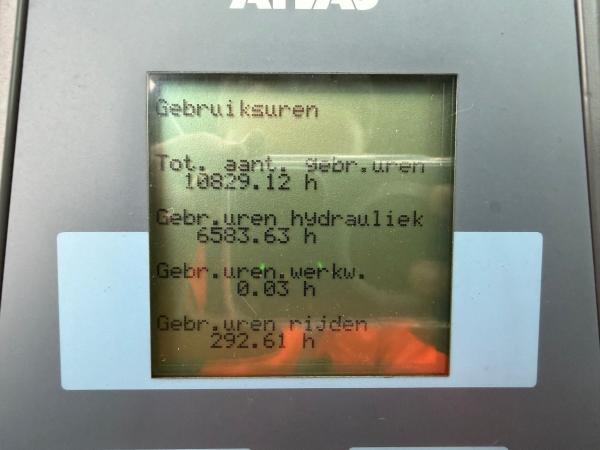 ATLAS
Gebruiksuren
Tot. aant. gebr.uren
10829.12 h
Gebr.uren hydrauliek
6583.63 h
Gebr.uren.werkw.
0.03 h
Gebr.uren rijden
292.61 h